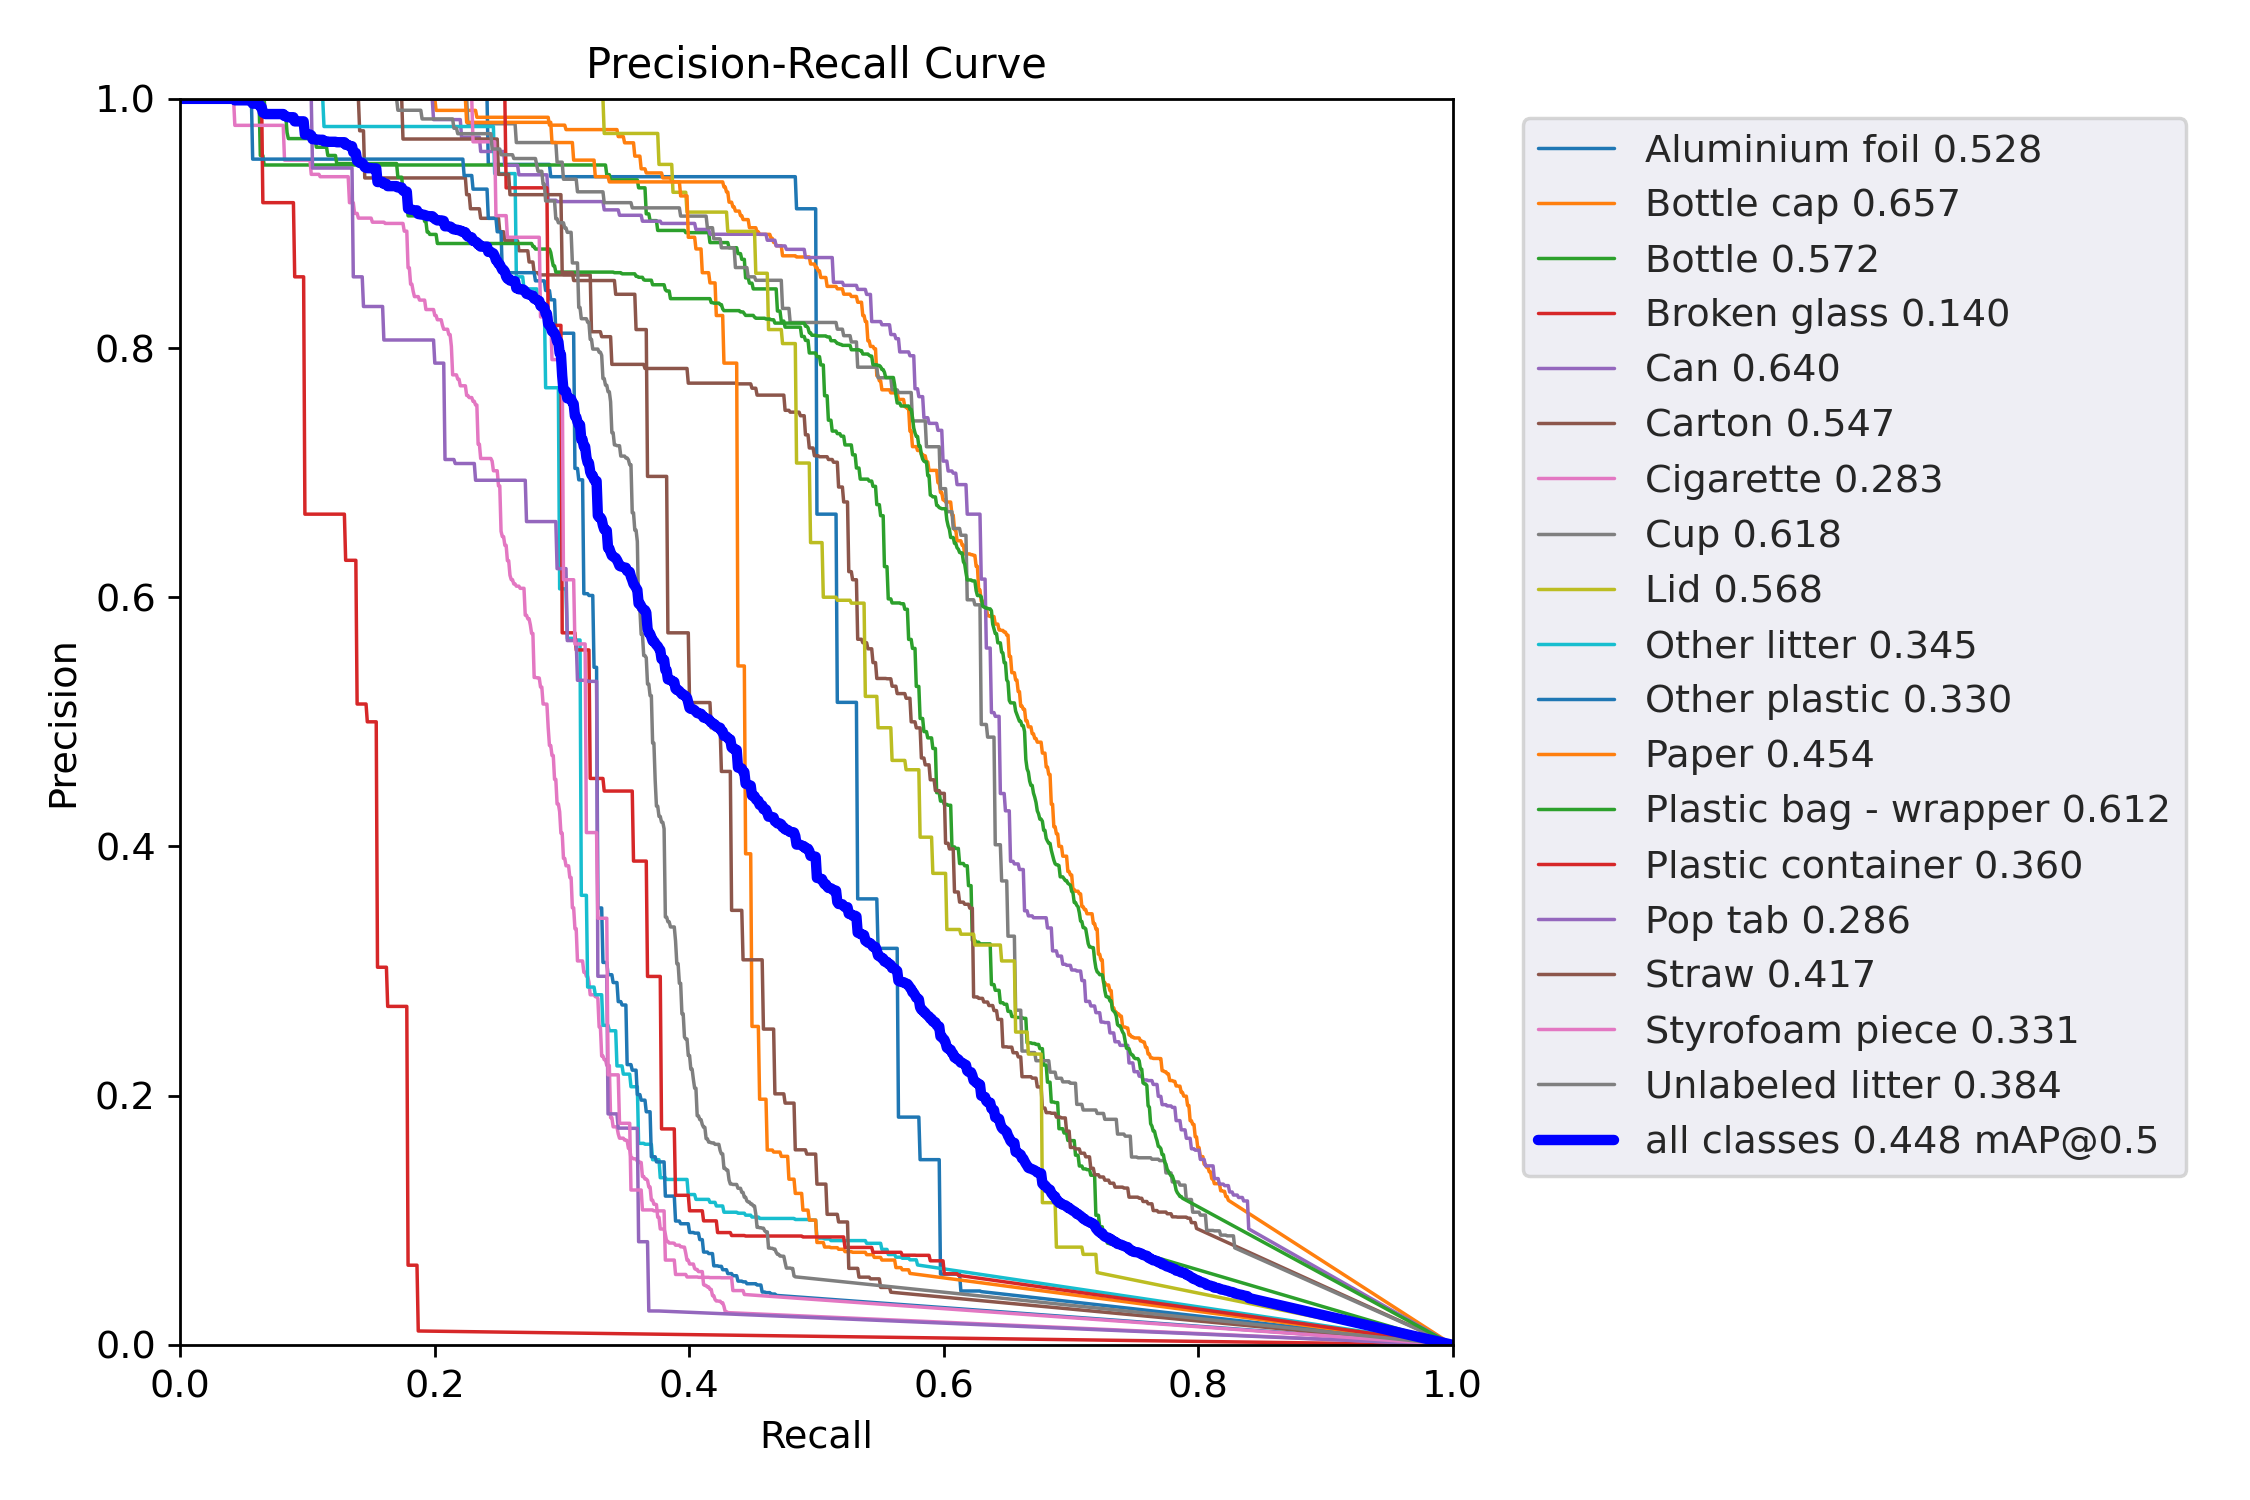 Precision-Recall Curve
1.0
0.8
0.6
0.4
0.2
0.0
Precision
0.0 0.2 0.4 0.6 0.8 1.0
Recall
Aluminium foil 0.528
Bottle cap 0.657
Bottle 0.572
Broken glass 0.140
Can 0.640
Carton 0.547
Cigarette 0.283
Cup 0.618
Lid 0.568
Other litter 0.345
Other plastic 0.330
Paper 0.454
Plastic bag - wrapper 0.612
Plastic container 0.360
Pop tab 0.286
Straw 0.417
Styrofoam piece 0.331
Unlabeled litter 0.384
all classes 0.448 mAP@0.5